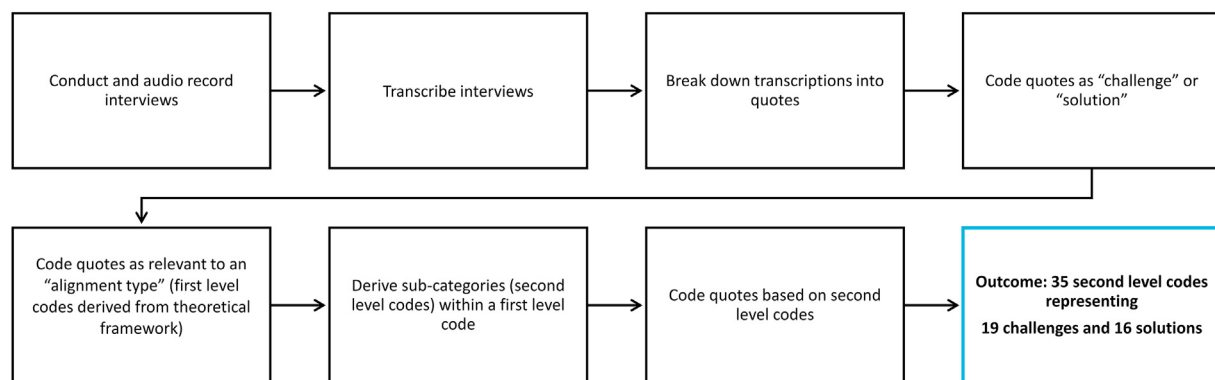 Conduct and audio record
interviews
Transcribe interviews
Break down transcriptions into
quotes
Code quotes as “challenge” or
“solution”
Code quotes as relevant to an
“alignment type” (first level
codes derived from theoretical
framework)
Derive sub-categories (second
level codes) within a first level
code
Code quotes based on second
level codes
Outcome: 35 second level codes
representing
19 challenges and 16 solutions